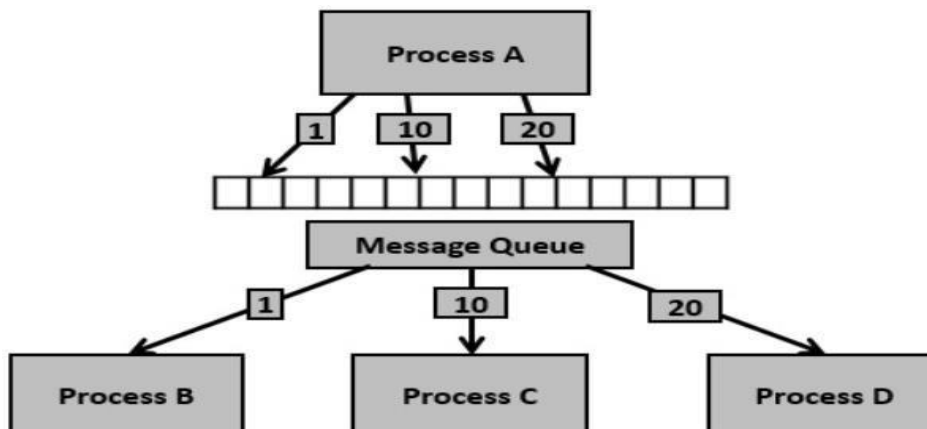 Process A
1 10 20
Message Queue
1 10 20
Process B Process C Process D